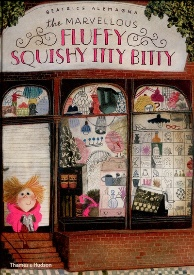 BEATRICE ALEMAGNA
the MARVELLOUS
FLUFFY
SQUISHY ITTY BITTY
Thames & Hudson